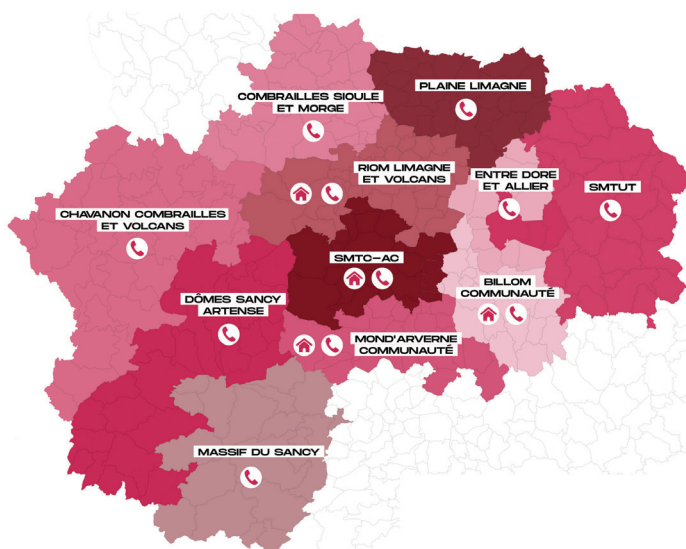 PLAINE LIMAGNE
COMBRAILLES SIOULE
ET MORGE
RIOM LIMAGNE
ET VOLCANS
ENTRE DORE
ET ALLIER
SMTUT
CHAVANON COMBRAILLES
ET VOLCANS
SMTC-AC
BILLOM
COMMUNAUTÉ
DÔMES SANCY
ARTENSE
MOND'ARVERNE
COMMUNAUTÉ
MASSIF DU SANCY